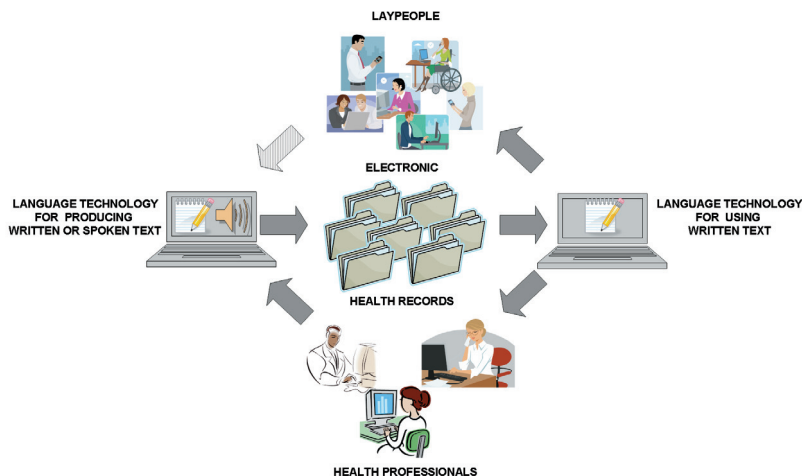 LAYPEOPLE
ELECTRONIC
LANGUAGE TECHNOLOGY
FOR PRODUCING
WRITTEN OR SPOKEN TEXT
LANGUAGE TECHNOLOGY
FOR USING
WRITTEN TEXT
HEALTH RECORDS
HEALTH PROFESSIONALS